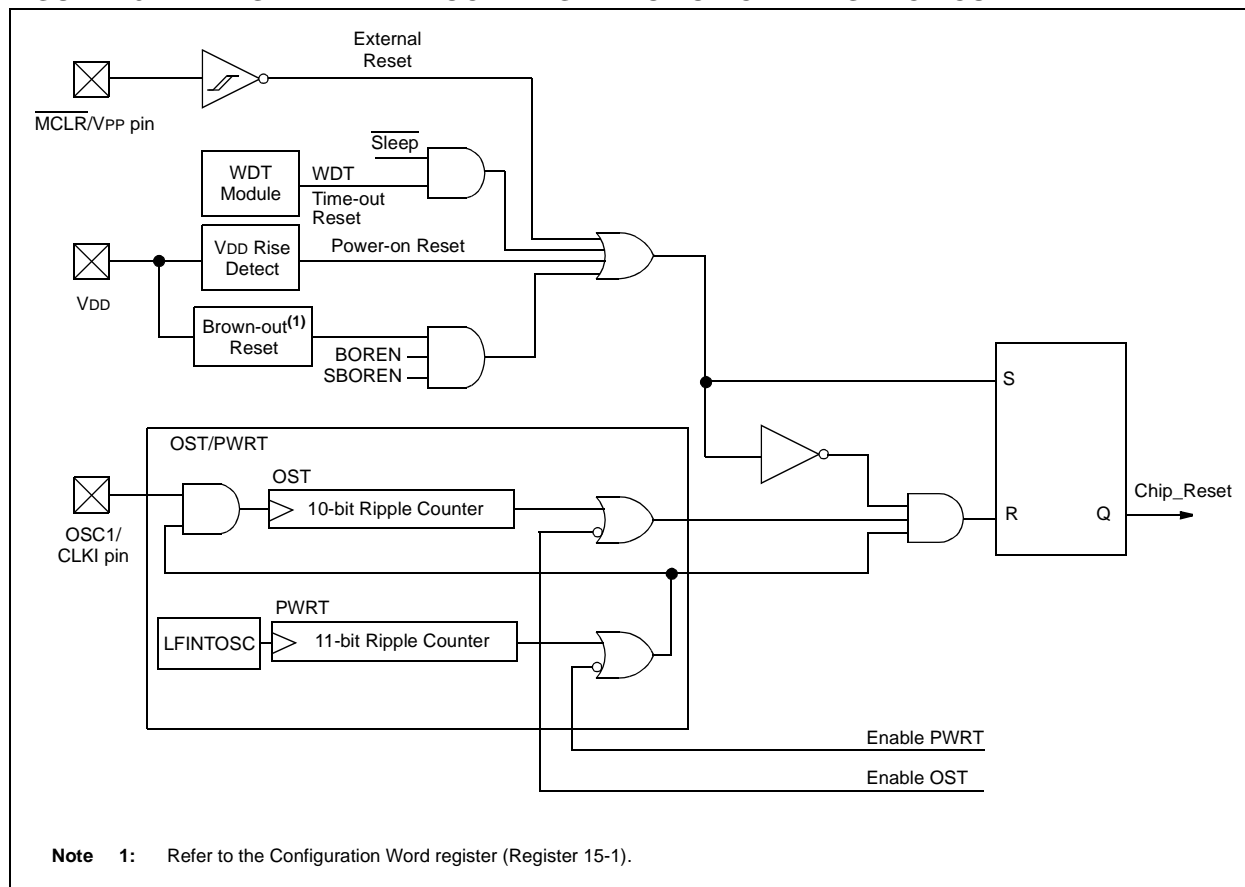 External
Reset
MCLR/VPP pin
Sleep
WDT
Module
WDT
Time-out
Reset
VDD Rise
Detect
Power-on Reset
VDD
Brown-out(1)
Reset
BOREN
SBOREN
S
OST/PWRT
OST
10-bit Ripple Counter
OSC1/
CLKI pin
Chip_Reset
R
Q
PWRT
LFINTOSC
11-bit Ripple Counter
Enable PWRT
Enable OST
Note 1: Refer to the Configuration Word register (Register 15-1).